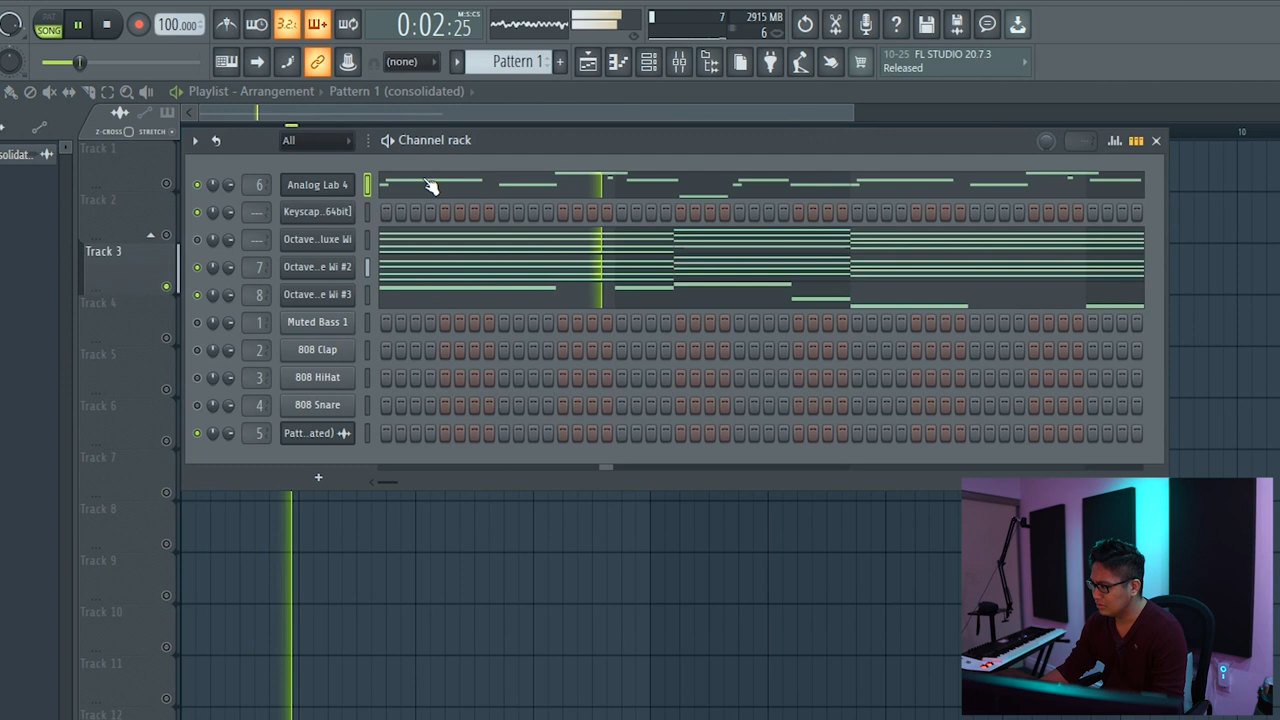 PAT
SONG
100.000
3.2.
0:02:25
M:S:CS
7
2915 MB
6
(none)
Pattern 1
10-25 FL STUDIO 20.7.3
Released
Playlist - Arrangement
Pattern 1 (consolidated)
Z-CROSS
STRETCH
10
All
Channel rack
solidat..
Track 1
Track 2
Track 3
Track 4
Track 5
Track 6
Track 7
Track 8
Track 9
Track 10
Track 11
Track 12
6
Analog Lab 4
---
Keyscap..64bit]
---
Octave..luxe Wi
7
Octave..e Wi #2
8
Octave..e Wi #3
1
Muted Bass 1
2
808 Clap
3
808 HiHat
4
808 Snare
5
Patt..ated)
+